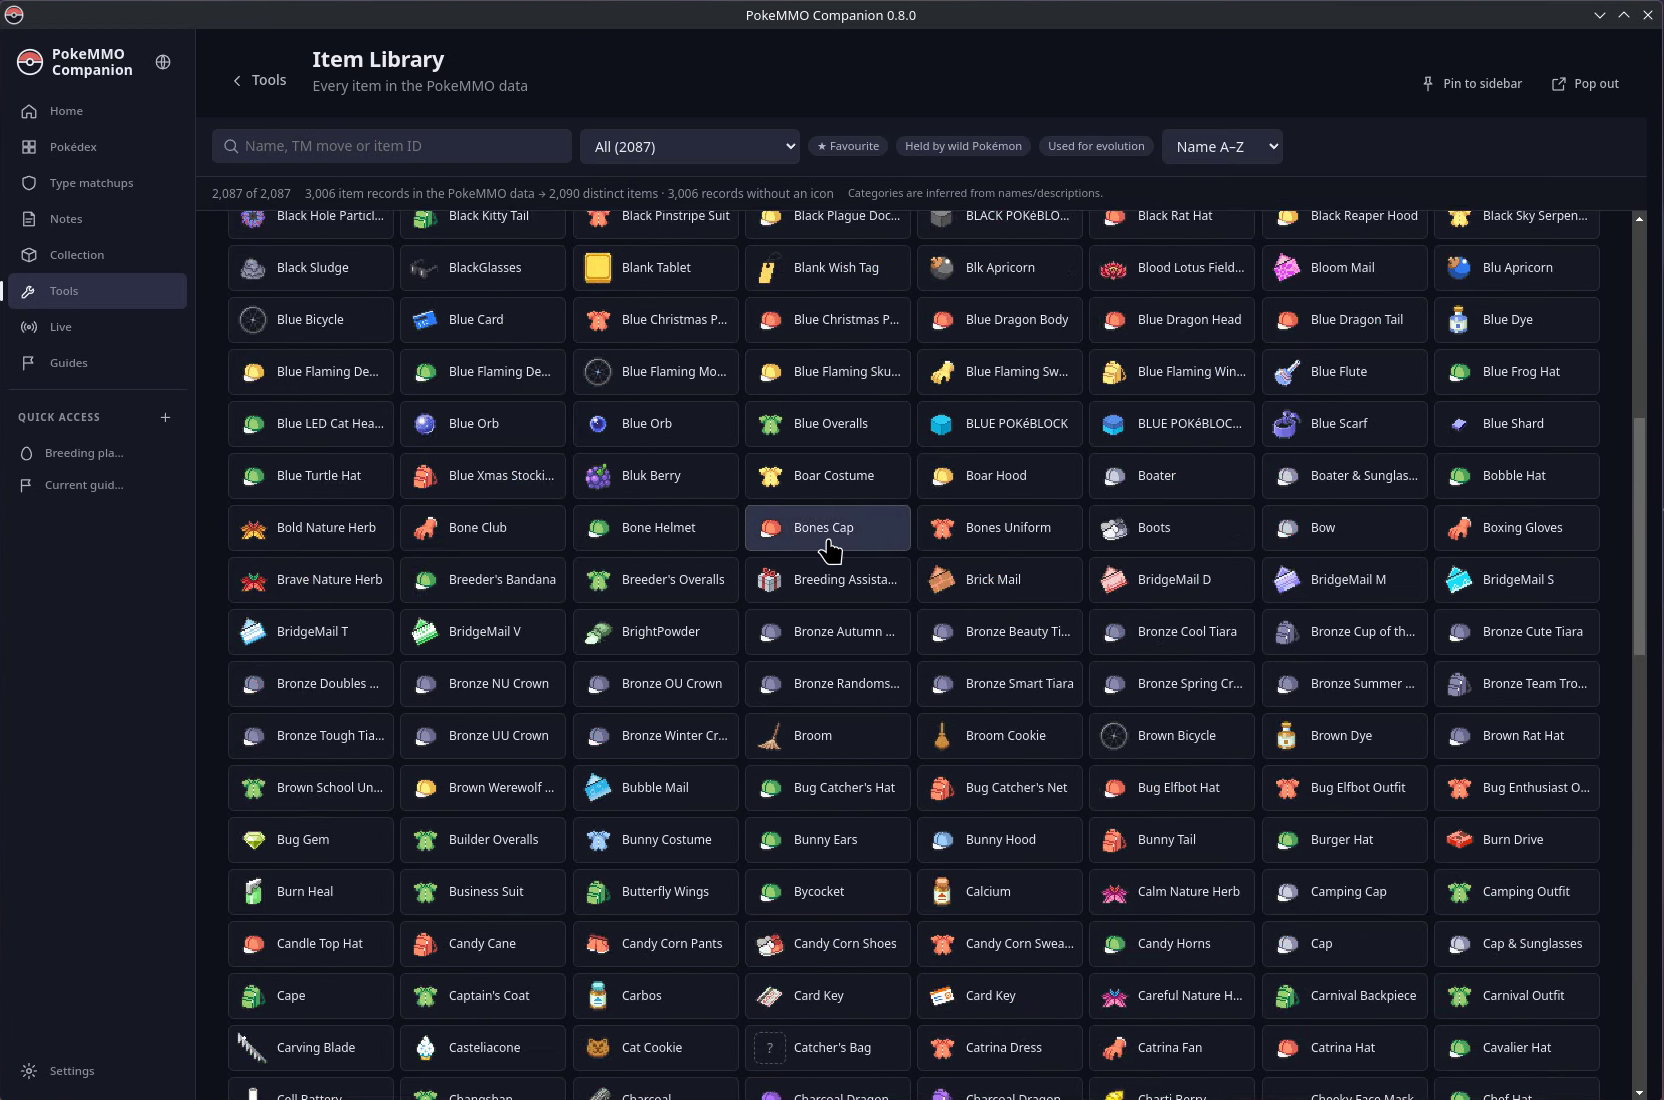 PokeMMO Companion 0.8.0
PokeMMO
Companion
Home
Pokédex
Type matchups
Notes
Collection
Tools
Live
Guides
QUICK ACCESS +
Breeding pla...
Current guid...
Settings
Tools
Item Library
Every item in the PokeMMO data
Pin to sidebar
Pop out
Name, TM move or item ID
All (2087)
★ Favourite
Held by wild Pokémon
Used for evolution
Name A–Z
2,087 of 2,087 3,006 item records in the PokeMMO data → 2,090 distinct items · 3,006 records without an icon Categories are inferred from names/descriptions.
Black Hole Particl... Black Kitty Tail Black Pinstripe Suit Black Plague Doc... BLACK POKéBLO... Black Rat Hat Black Reaper Hood Black Sky Serpen...
Black Sludge BlackGlasses Blank Tablet Blank Wish Tag Blk Apricorn Blood Lotus Field... Bloom Mail Blu Apricorn
Blue Bicycle Blue Card Blue Christmas P... Blue Christmas P... Blue Dragon Body Blue Dragon Head Blue Dragon Tail Blue Dye
Blue Flaming De... Blue Flaming De... Blue Flaming Mo... Blue Flaming Sku... Blue Flaming Sw... Blue Flaming Win... Blue Flute Blue Frog Hat
Blue LED Cat Hea... Blue Orb Blue Orb Blue Overalls BLUE POKéBLOCK BLUE POKéBLOC... Blue Scarf Blue Shard
Blue Turtle Hat Blue Xmas Stocki... Bluk Berry Boar Costume Boar Hood Boater Boater & Sunglas... Bobble Hat
Bold Nature Herb Bone Club Bone Helmet Bones Cap Bones Uniform Boots Bow Boxing Gloves
Brave Nature Herb Breeder's Bandana Breeder's Overalls Breeding Assista... Brick Mail BridgeMail D BridgeMail M BridgeMail S
BridgeMail T BridgeMail V BrightPowder Bronze Autumn ... Bronze Beauty Ti... Bronze Cool Tiara Bronze Cup of th... Bronze Cute Tiara
Bronze Doubles ... Bronze NU Crown Bronze OU Crown Bronze Randoms... Bronze Smart Tiara Bronze Spring Cr... Bronze Summer ... Bronze Team Tro...
Bronze Tough Tia... Bronze UU Crown Bronze Winter Cr... Broom Broom Cookie Brown Bicycle Brown Dye Brown Rat Hat
Brown School Un... Brown Werewolf ... Bubble Mail Bug Catcher's Hat Bug Catcher's Net Bug Elfbot Hat Bug Elfbot Outfit Bug Enthusiast O...
Bug Gem Builder Overalls Bunny Costume Bunny Ears Bunny Hood Bunny Tail Burger Hat Burn Drive
Burn Heal Business Suit Butterfly Wings Bycocket Calcium Calm Nature Herb Camping Cap Camping Outfit
Candle Top Hat Candy Cane Candy Corn Pants Candy Corn Shoes Candy Corn Swea... Candy Horns Cap Cap & Sunglasses
Cape Captain's Coat Carbos Card Key Card Key Careful Nature H... Carnival Backpiece Carnival Outfit
Carving Blade Casteliacone Cat Cookie ? Catcher's Bag Catrina Dress Catrina Fan Catrina Hat Cavalier Hat
Cell Battery Changshan Charcoal Charcoal Dragon Charcoal Dragon Charti Berry Cheeky Face Mask Chef Hat